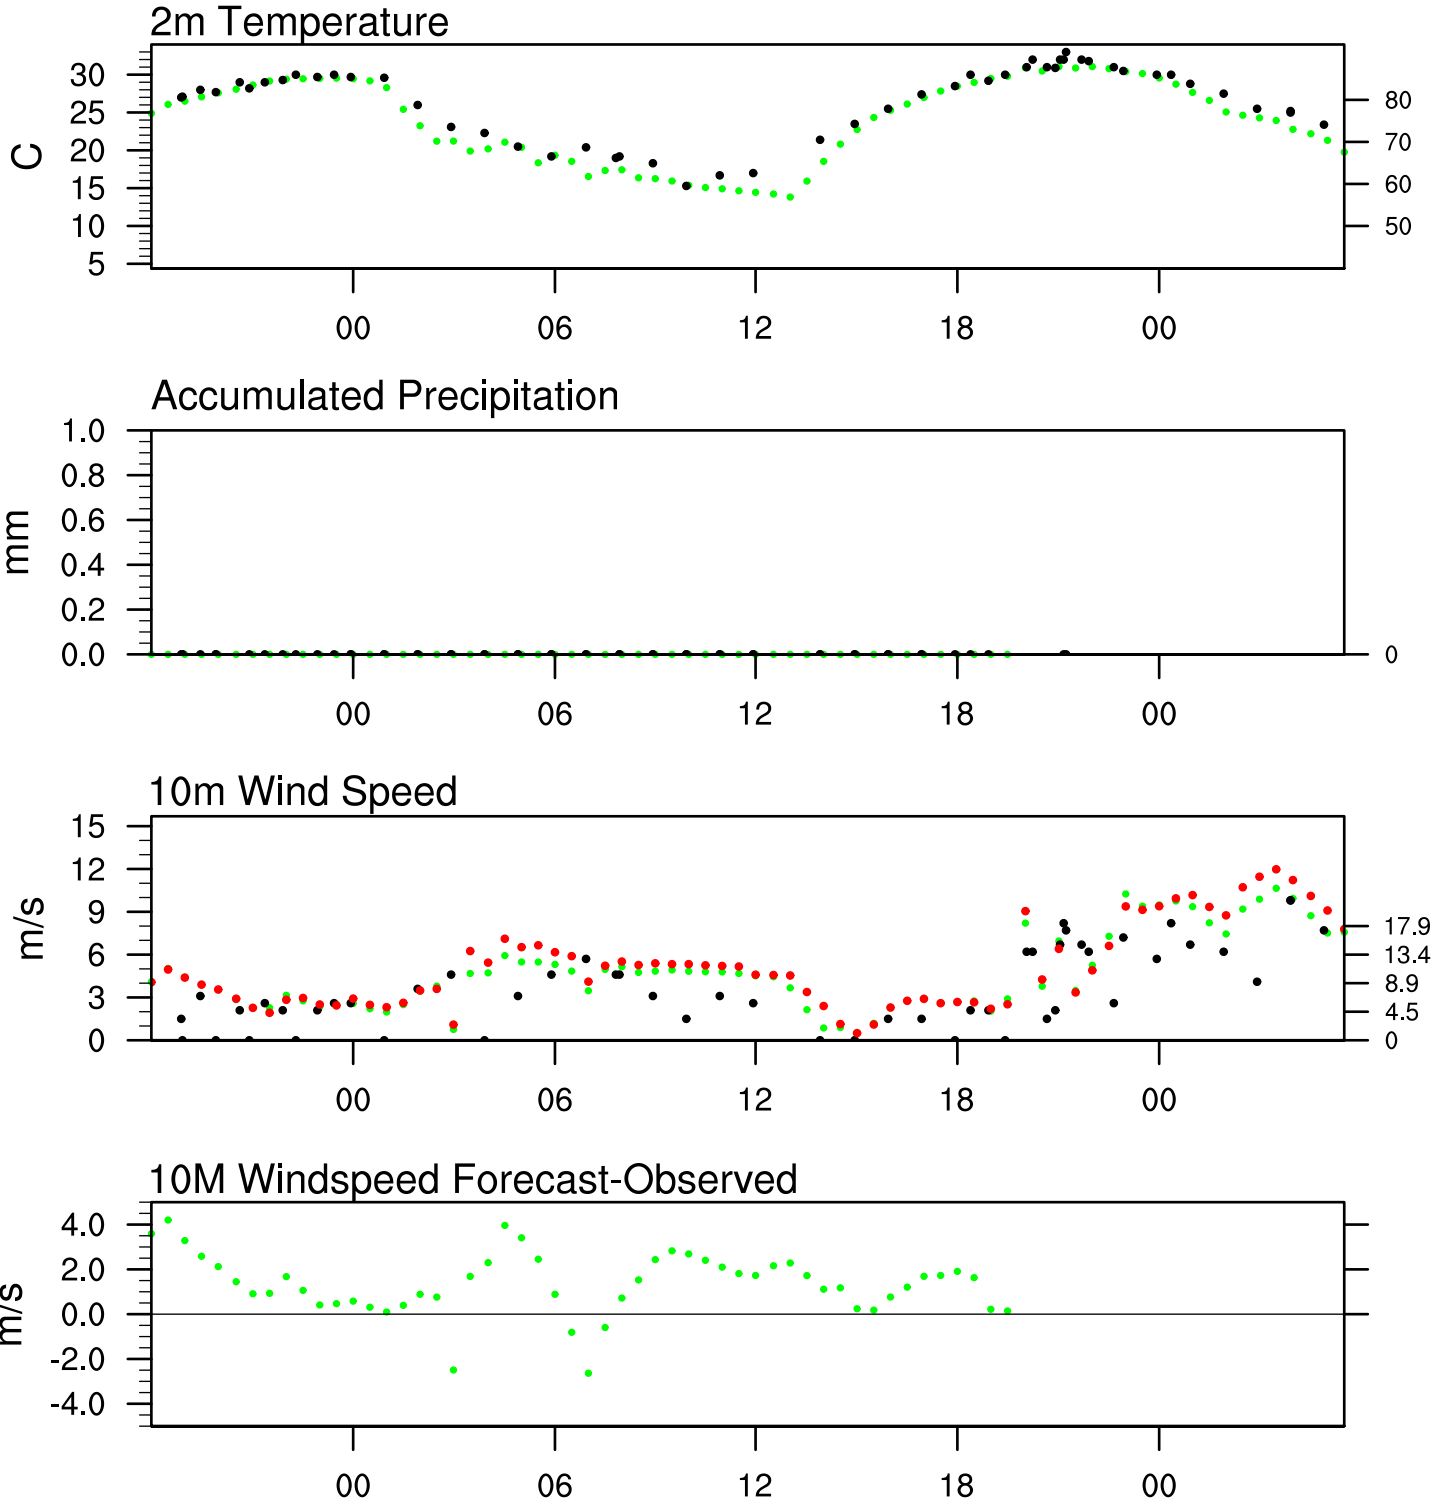 2m Temperature
30
25
20
15
10
5
C
80
70
60
50
00 06 12 18 00
Accumulated Precipitation
1.0
0.8
0.6
0.4
0.2
0.0
mm
0
00 06 12 18 00
10m Wind Speed
15
12
9
6
3
0
m/s
17.9
13.4
8.9
4.5
0
00 06 12 18 00
10M Windspeed Forecast-Observed
4.0
2.0
0.0
-2.0
-4.0
m/s
00 06 12 18 00